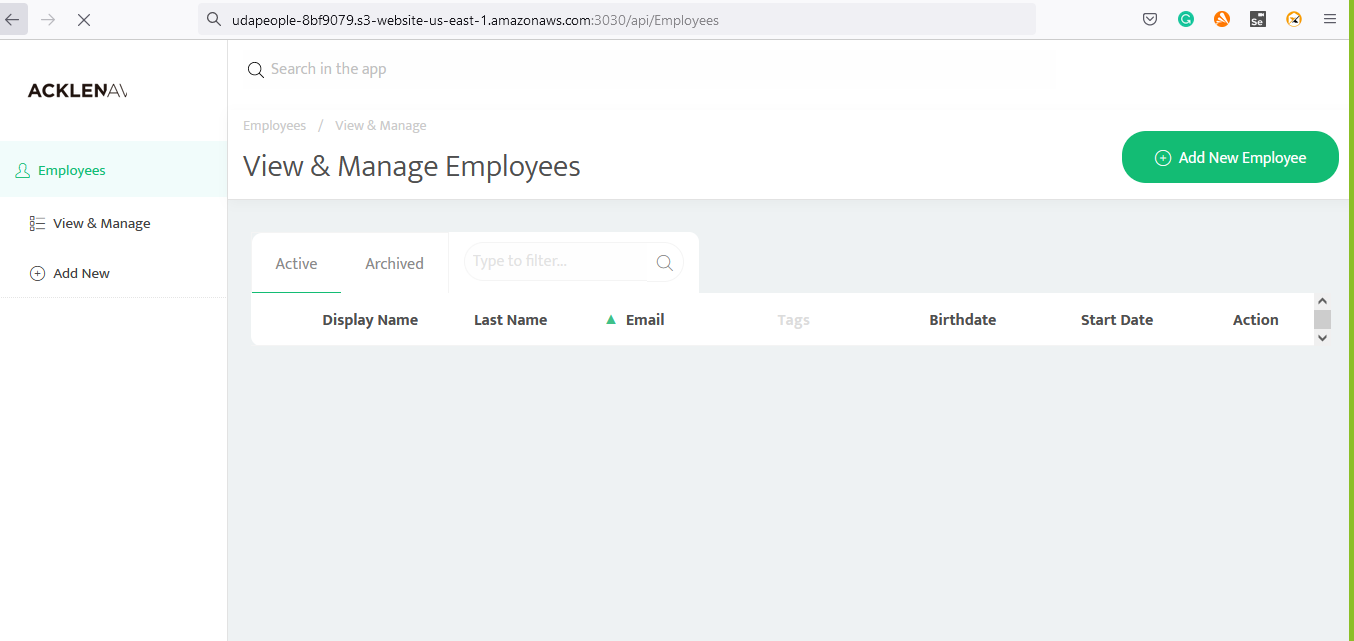 udapeople-8bf9079.s3-website-us-east-1.amazonaws.com:3030/api/Employees
Search in the app
ACKLENAV
Employees / View & Manage
View & Manage Employees
Add New Employee
Employees
View & Manage
Add New
Active Archived Type to filter...
Display Name Last Name Email Tags Birthdate Start Date Action